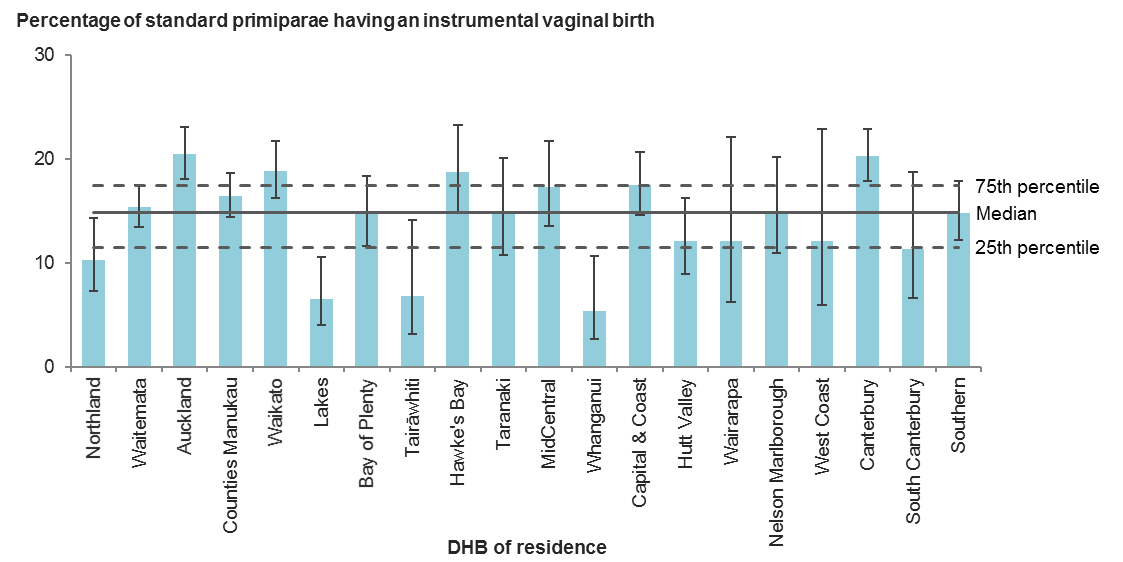 Percentage of standard primiparae having an instrumental vaginal birth
30
20
10
0
75th percentile
Median
25th percentile
Northland
Waitemata
Auckland
Counties Manukau
Waikato
Lakes
Bay of Plenty
Tairāwhiti
Hawke's Bay
Taranaki
MidCentral
Whanganui
Capital & Coast
Hutt Valley
Wairarapa
Nelson Marlborough
West Coast
Canterbury
South Canterbury
Southern
DHB of residence